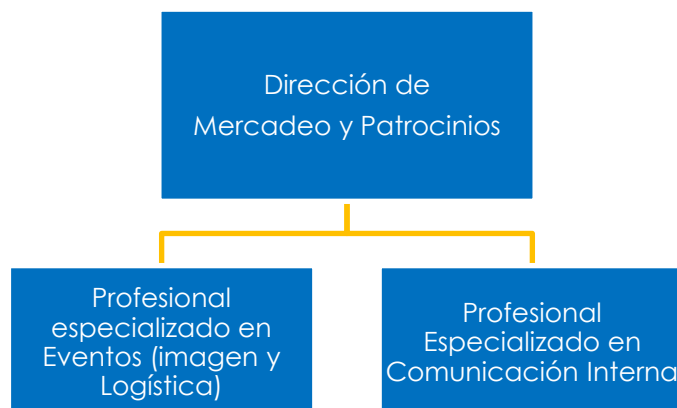 Dirección de
Mercadeo y Patrocinios
Profesional
especializado en
Eventos (imagen y
Logística)
Profesional
Especializado en
Comunicación Interna